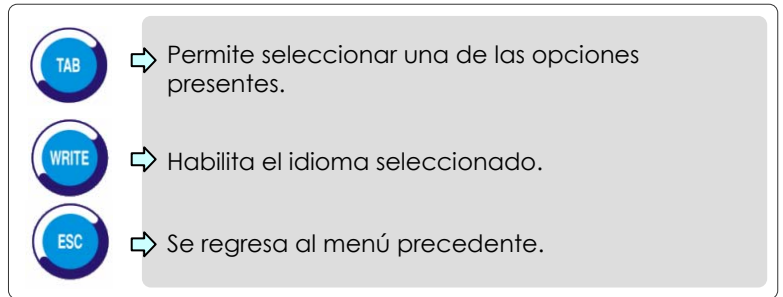 TAB
Permite seleccionar una de las opciones
presentes.
WRITE
Habilita el idioma seleccionado.
ESC
Se regresa al menú precedente.